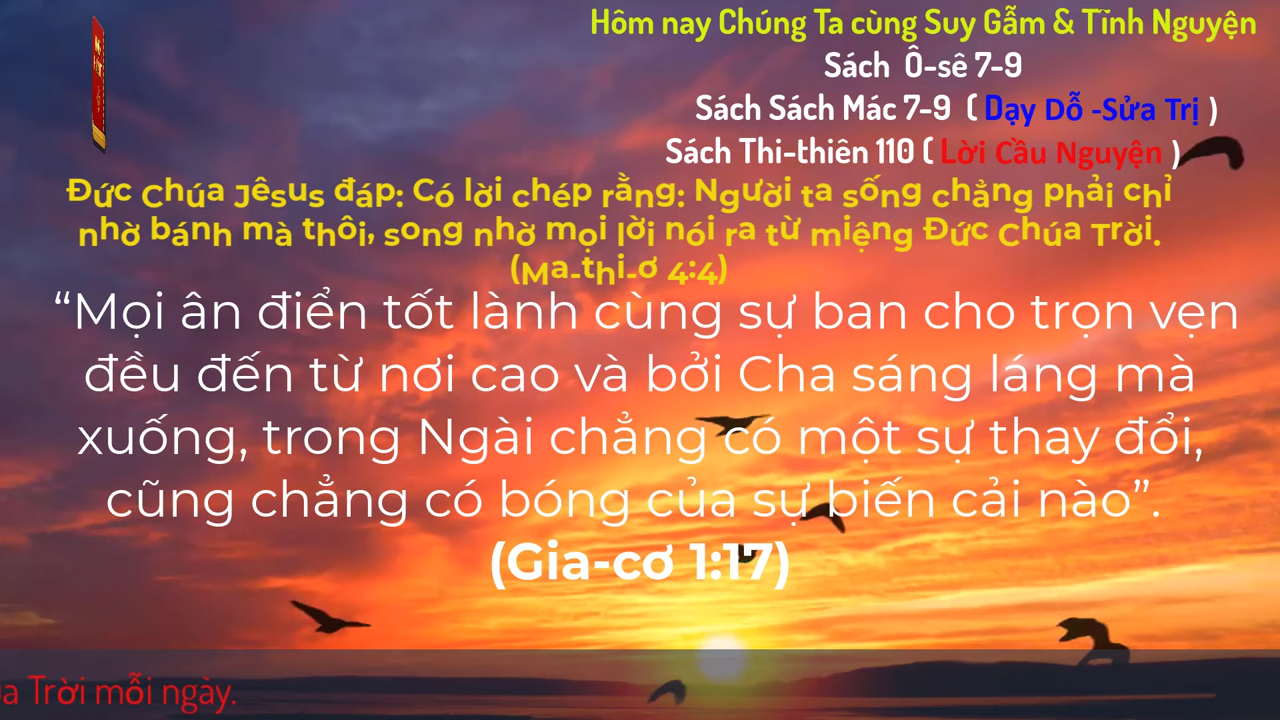 Hôm nay Chúng Ta cùng Suy Gẫm & Tĩnh Nguyện
Sách Ô-sê 7-9
Sách Sách Mác 7-9 ( Dạy Dỗ -Sửa Trị )
Sách Thi-thiên 110 ( Lời Cầu Nguyện )
Đức Chúa Jêsus đáp: Có lời chép rằng: Người ta sống chẳng phải chỉ
nhờ bánh mà thôi, song nhờ mọi lời nói ra từ miệng Đức Chúa Trời.
(Ma-thi-ơ 4:4)
“Mọi ân điển tốt lành cùng sự ban cho trọn vẹn
đều đến từ nơi cao và bởi Cha sáng láng mà
xuống, trong Ngài chẳng có một sự thay đổi,
cũng chẳng có bóng của sự biến cải nào”.
(Gia-cơ 1:17)
Trời mỗi ngày.